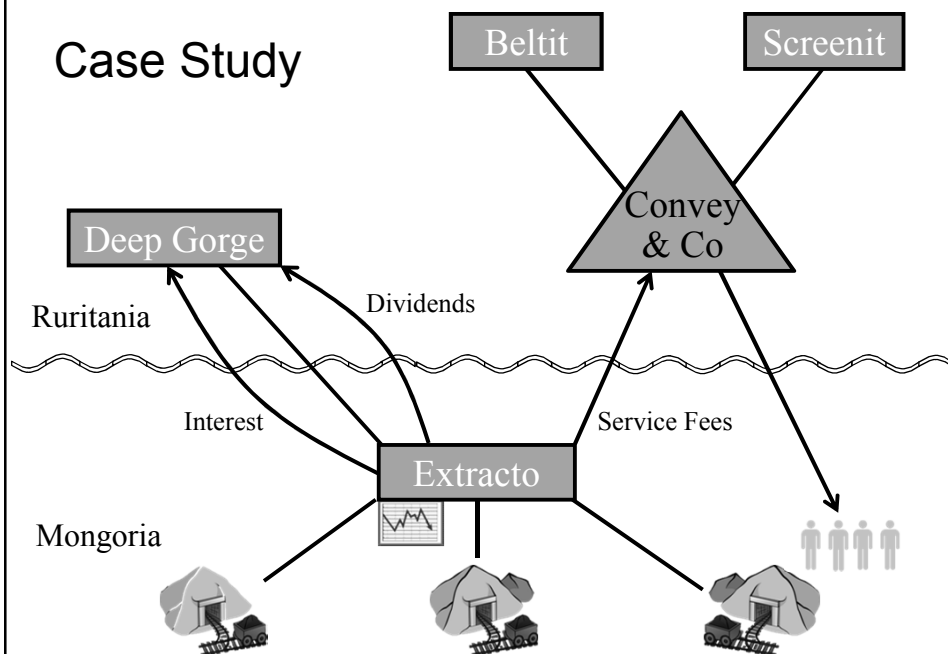 Case Study
Beltit
Screenit
Convey
& Co
Deep Gorge
Dividends
Ruritania
Interest
Service Fees
Extracto
Mongoria